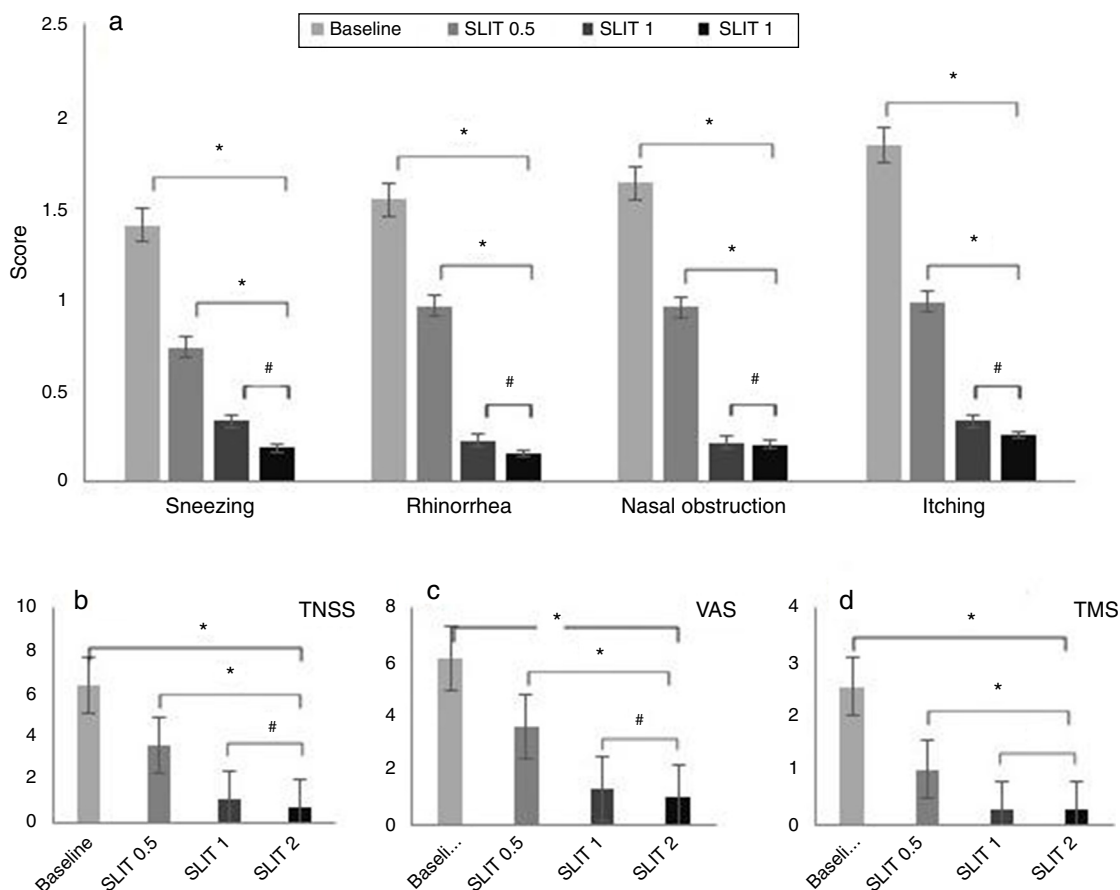 a
Baseline SLIT 0.5 SLIT 1 SLIT 1
2.5
2
1.5
1
0.5
0
Score
* * * *
* * * *
# # # #
Sneezing Rhinorrhea Nasal obstruction Itching
b TNSS
10
8
6
4
2
0
*
*
#
Baseline SLIT 0.5 SLIT 1 SLIT 2
c VAS
8
6
4
2
0
*
*
#
Baseli... SLIT 0.5 SLIT 1 SLIT 2
d TMS
4
3
2
1
0
*
*
Baseli... SLIT 0.5 SLIT 1 SLIT 2